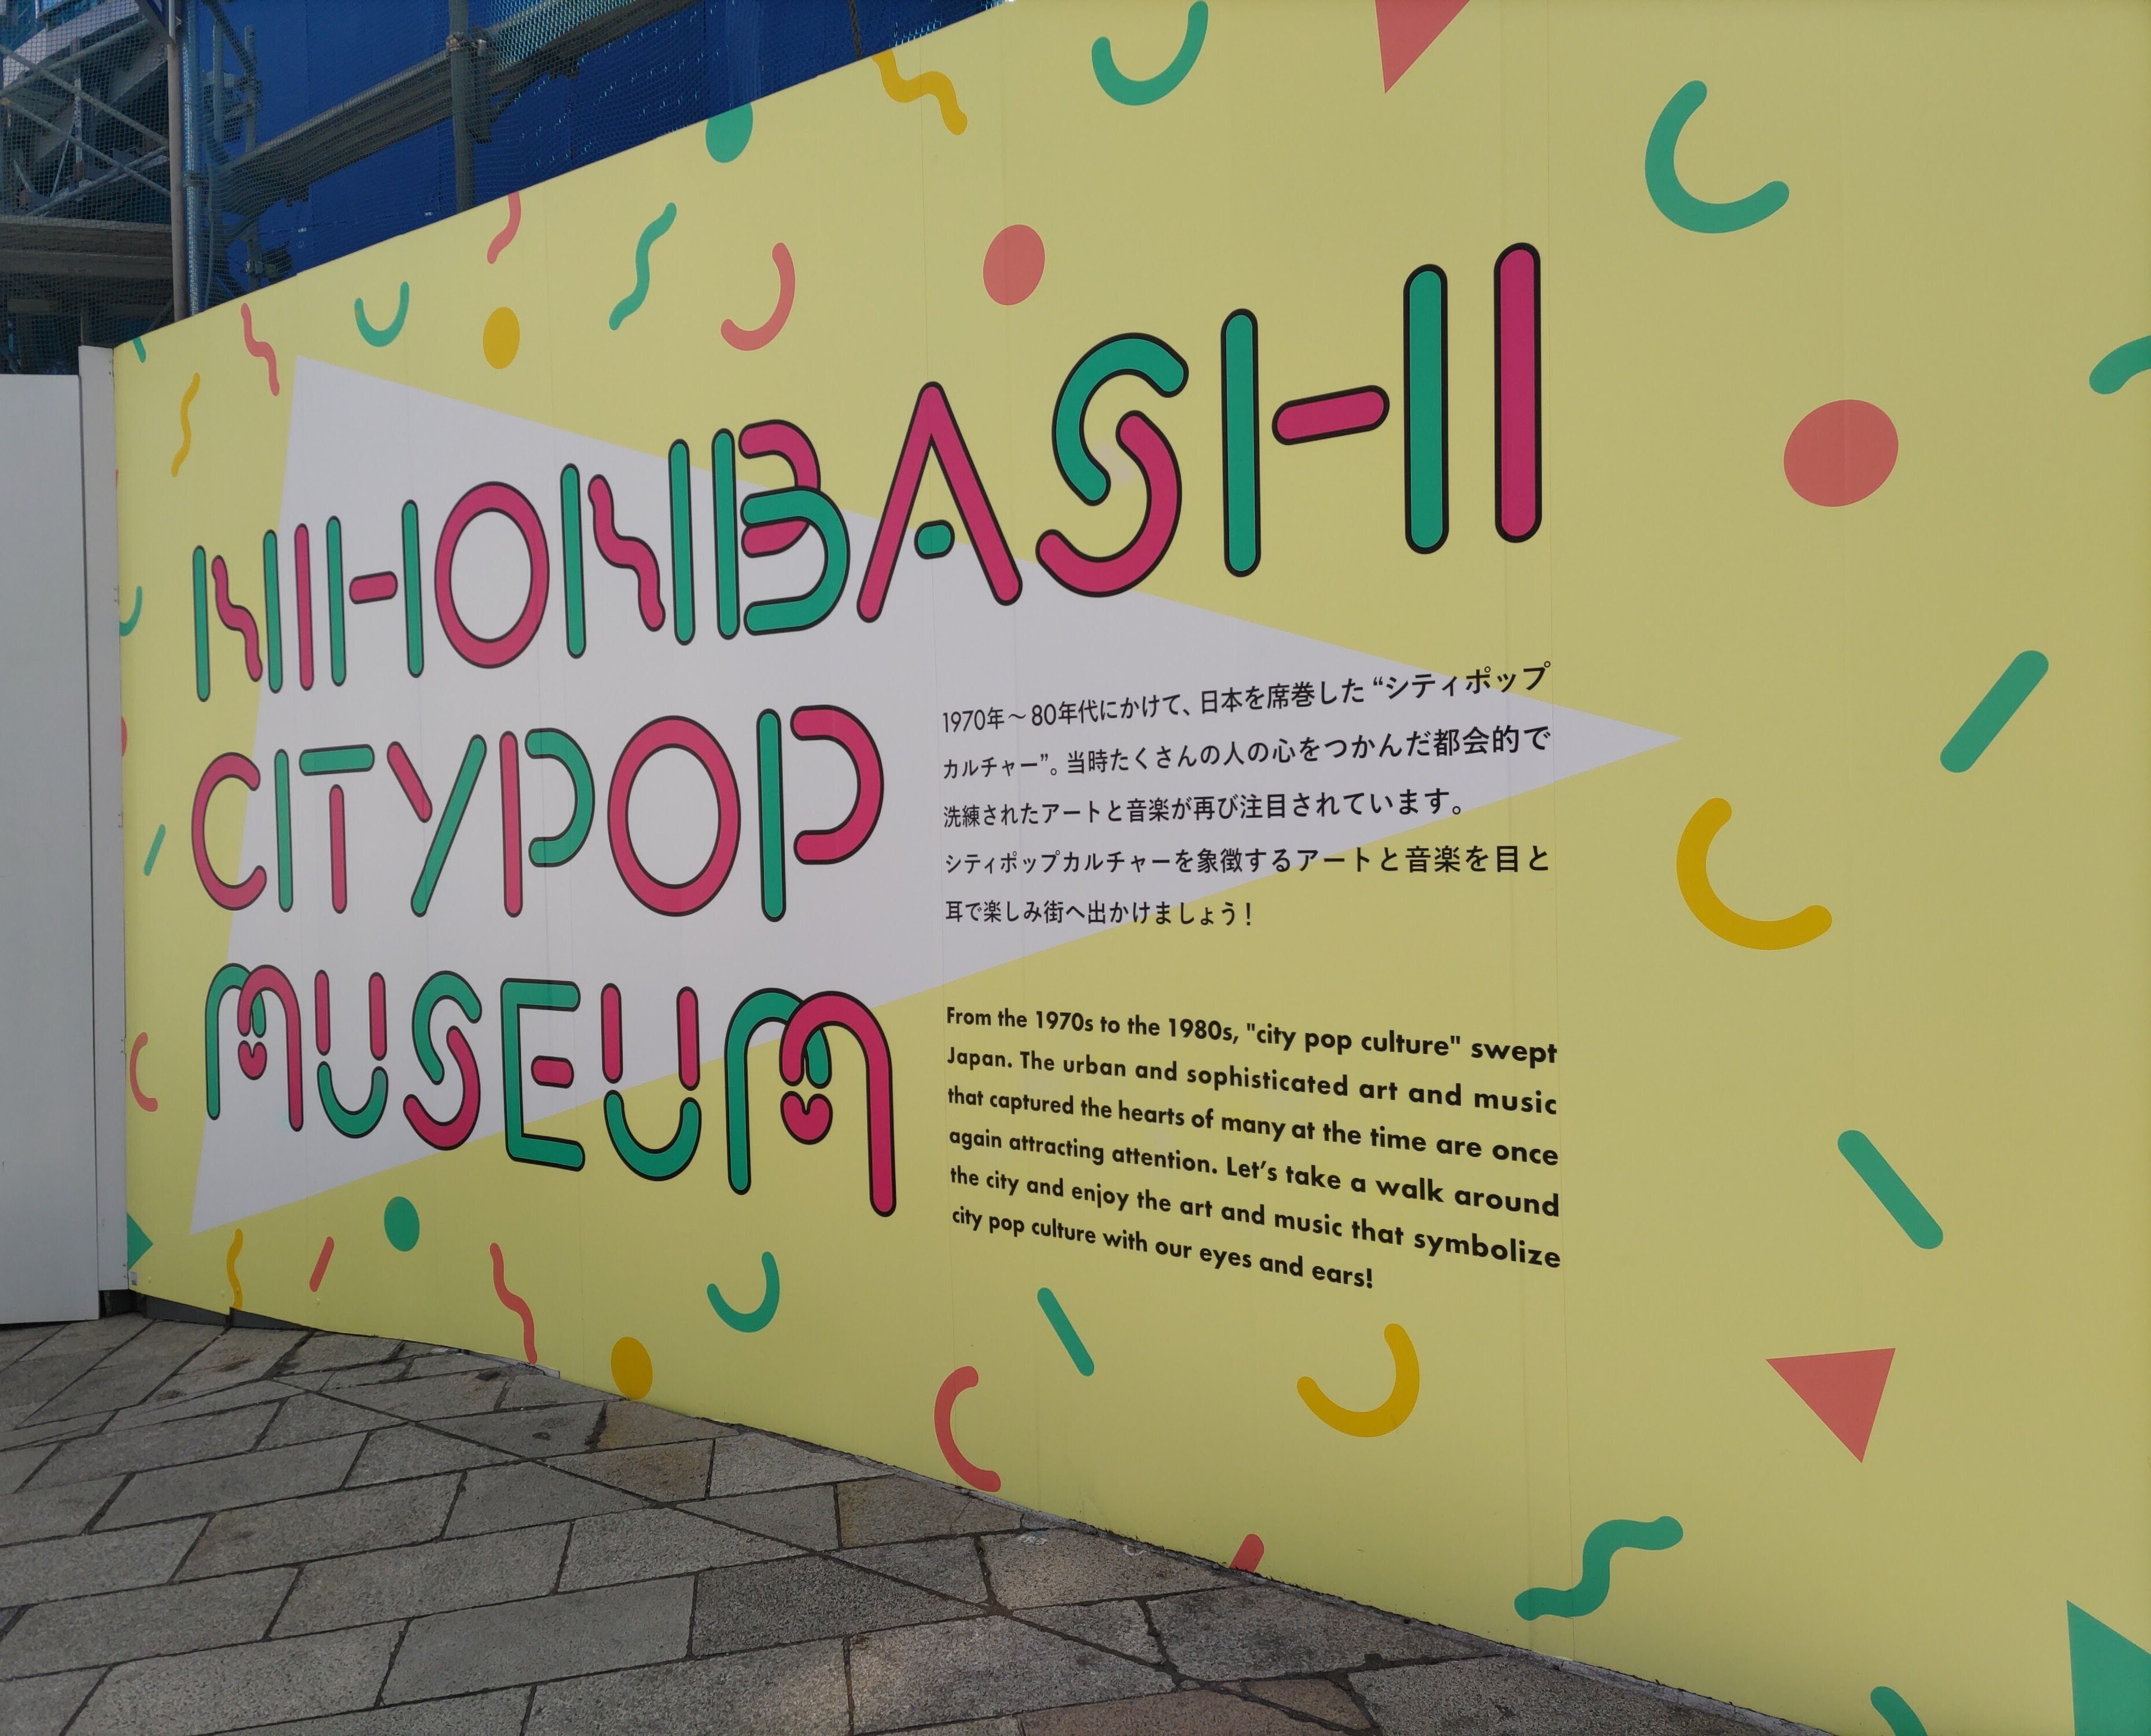 NIHONBASHI
CITYPOP
MUSEUM
1970年～80年代にかけて、日本を席巻した“シティポップ
カルチャー”。当時たくさんの人の心をつかんだ都会的で
洗練されたアートと音楽が再び注目されています。
シティポップカルチャーを象徴するアートと音楽を目と
耳で楽しみ街へ出かけましょう！
From the 1970s to the 1980s, "city pop culture" swept
Japan. The urban and sophisticated art and music
that captured the hearts of many at the time are once
again attracting attention. Let’s take a walk around
the city and enjoy the art and music that symbolize
city pop culture with our eyes and ears!